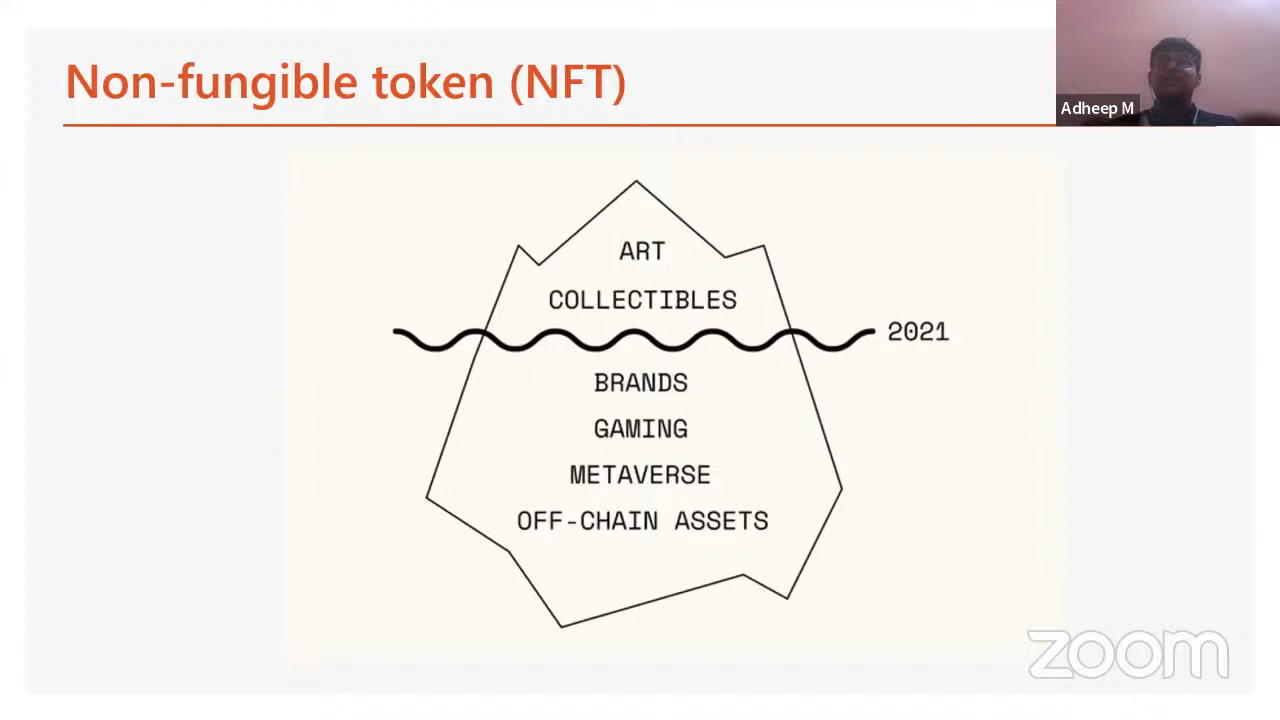 Non-fungible token (NFT)
Adheep M
ART
COLLECTIBLES
2021
BRANDS
GAMING
METAVERSE
OFF-CHAIN ASSETS
zoom